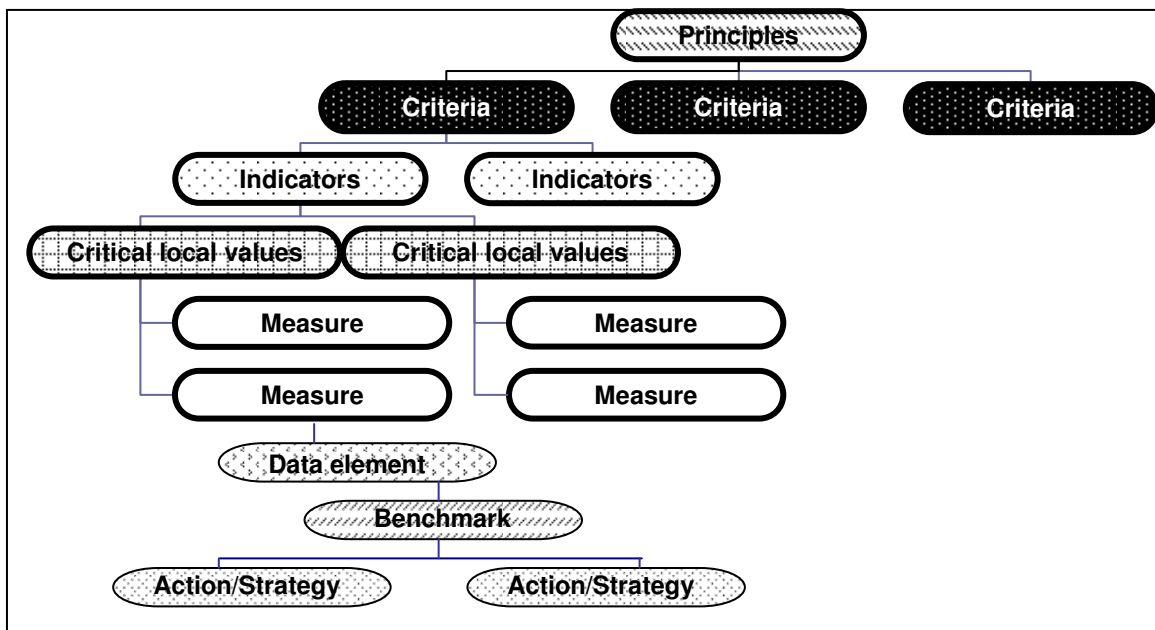 Principles
Criteria Criteria Criteria
Indicators Indicators
Critical local values Critical local values
Measure Measure
Measure Measure
Data element
Benchmark
Action/Strategy Action/Strategy